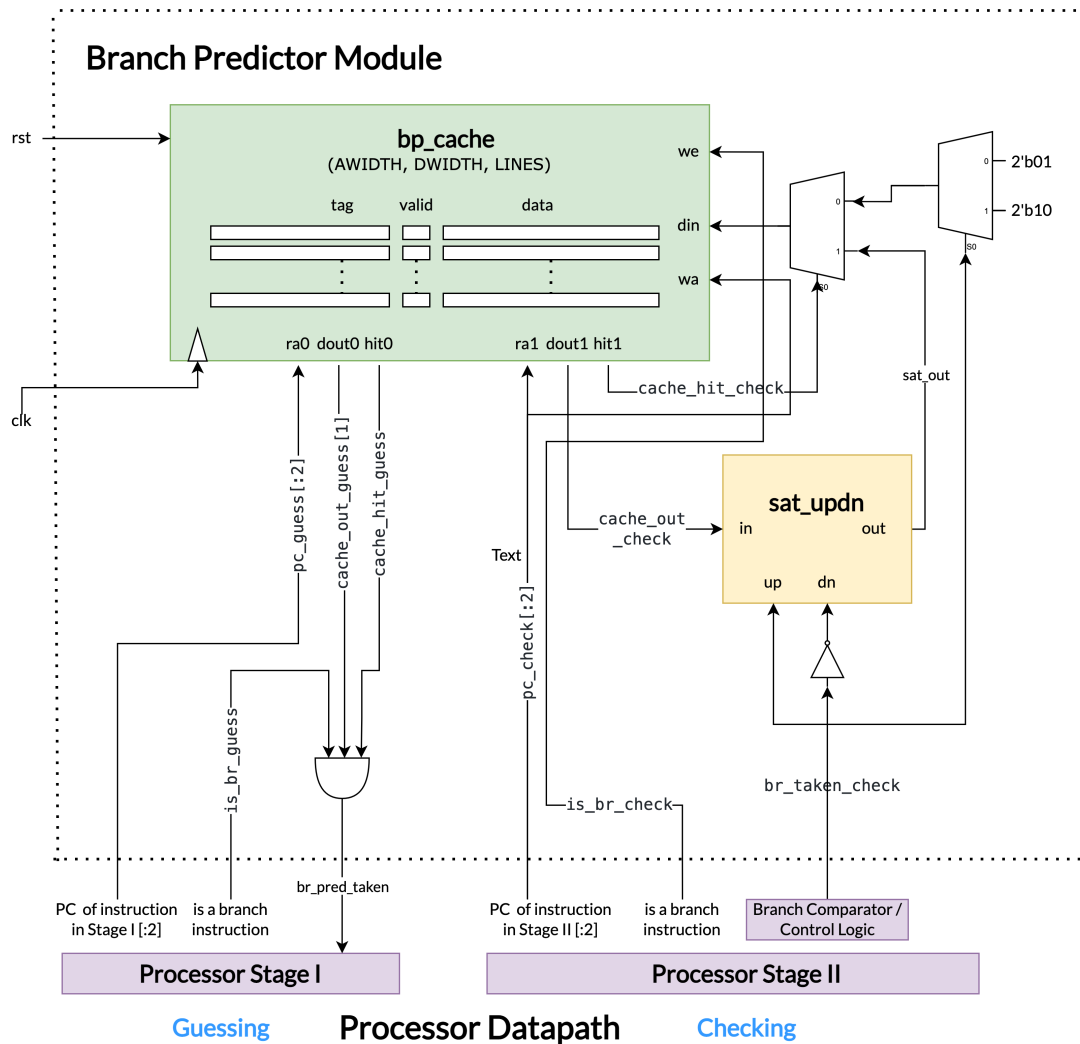 Branch Predictor Module
rst
bp_cache
(AWIDTH, DWIDTH, LINES)
we
0
2'b01
1
2'b10
S0
tag
valid
data
din
0
1
wa
S0
ra0
dout0
hit0
ra1
dout1
hit1
clk
cache_hit_check
sat_out
pc_guess[:2]
cache_out_guess[1]
cache_hit_guess
sat_updn
in
out
up
dn
cache_out
_check
Text
pc_check[:2]
is_br_guess
is_br_check
br_taken_check
br_pred_taken
PC of instruction
in Stage I [:2]
is a branch
instruction
PC of instruction
in Stage II [:2]
is a branch
instruction
Branch Comparator /
Control Logic
Processor Stage I
Processor Stage II
Guessing
Processor Datapath
Checking